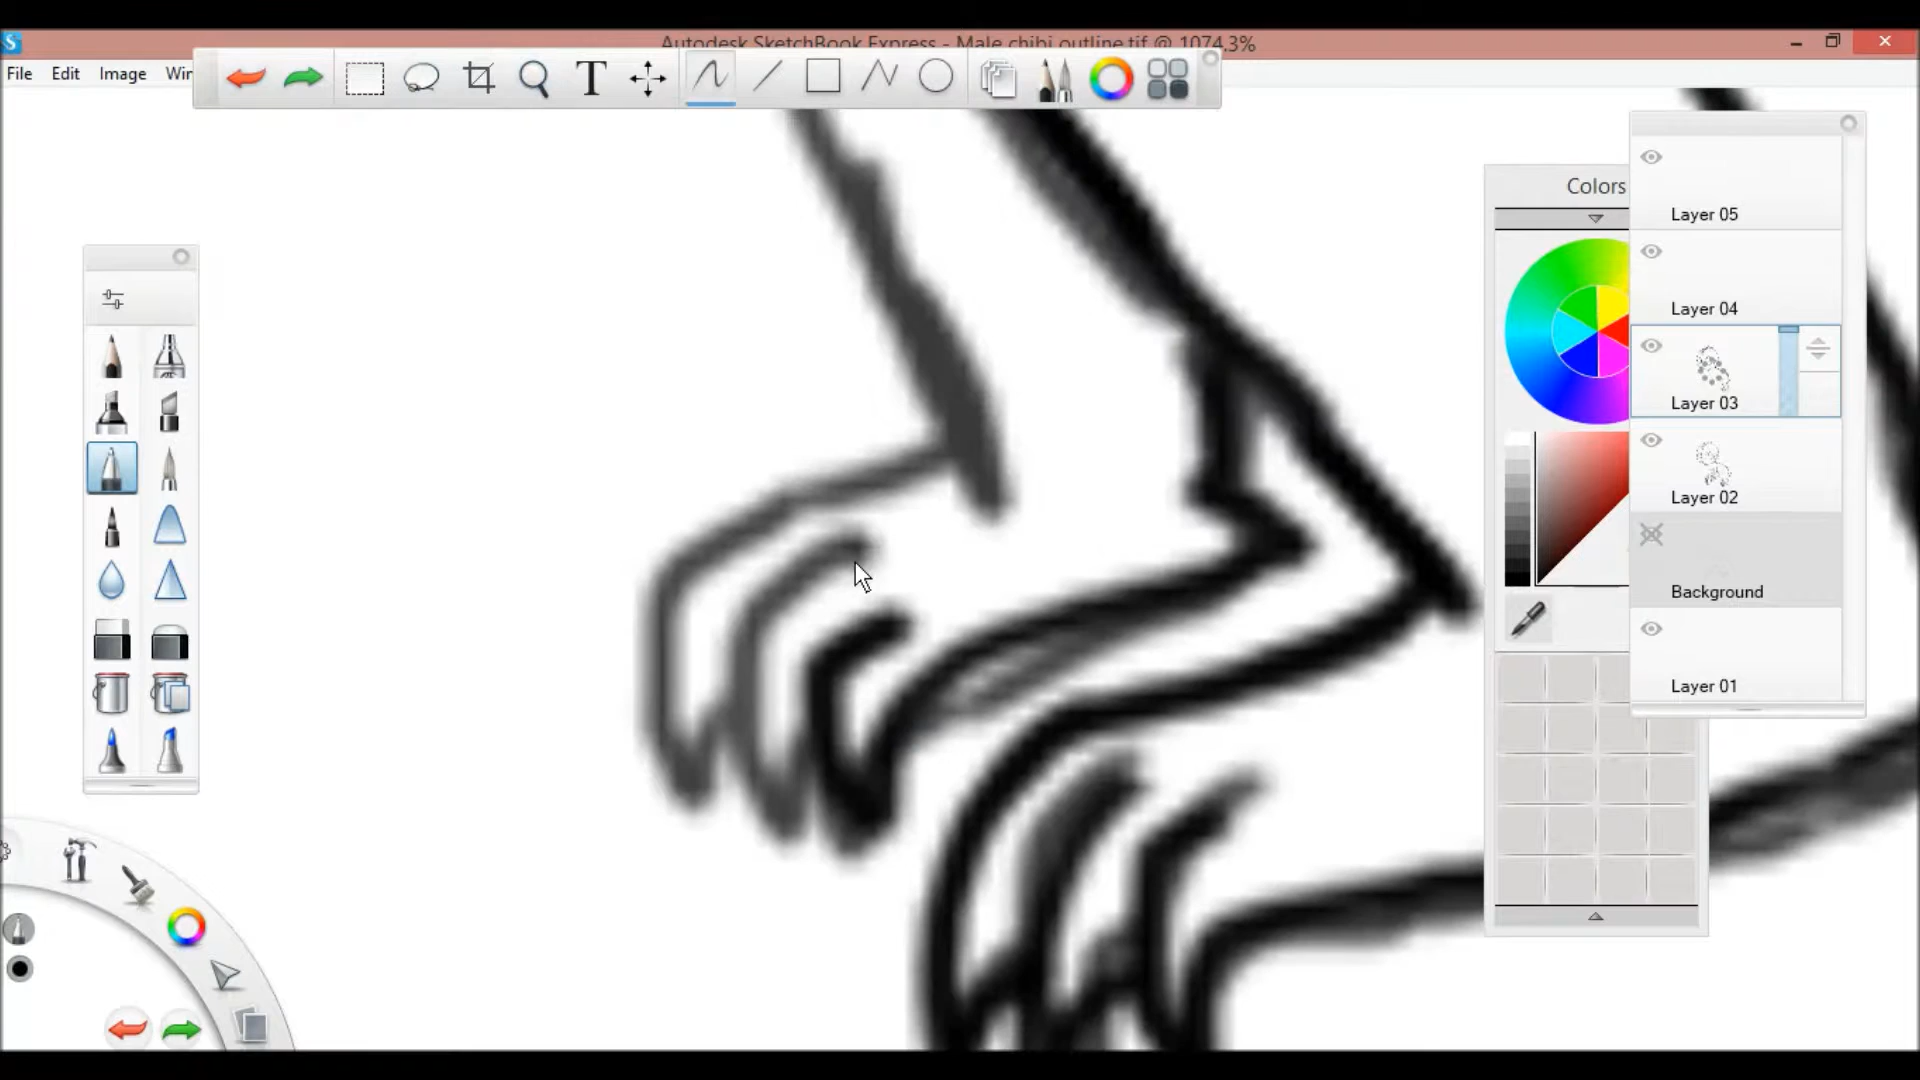 Autodesk SketchBook Express - Male chibi outline.tif @ 1074.3%
File Edit Image Win
T
Colors
Layer 05
Layer 04
Layer 03
Layer 02
Background
Layer 01